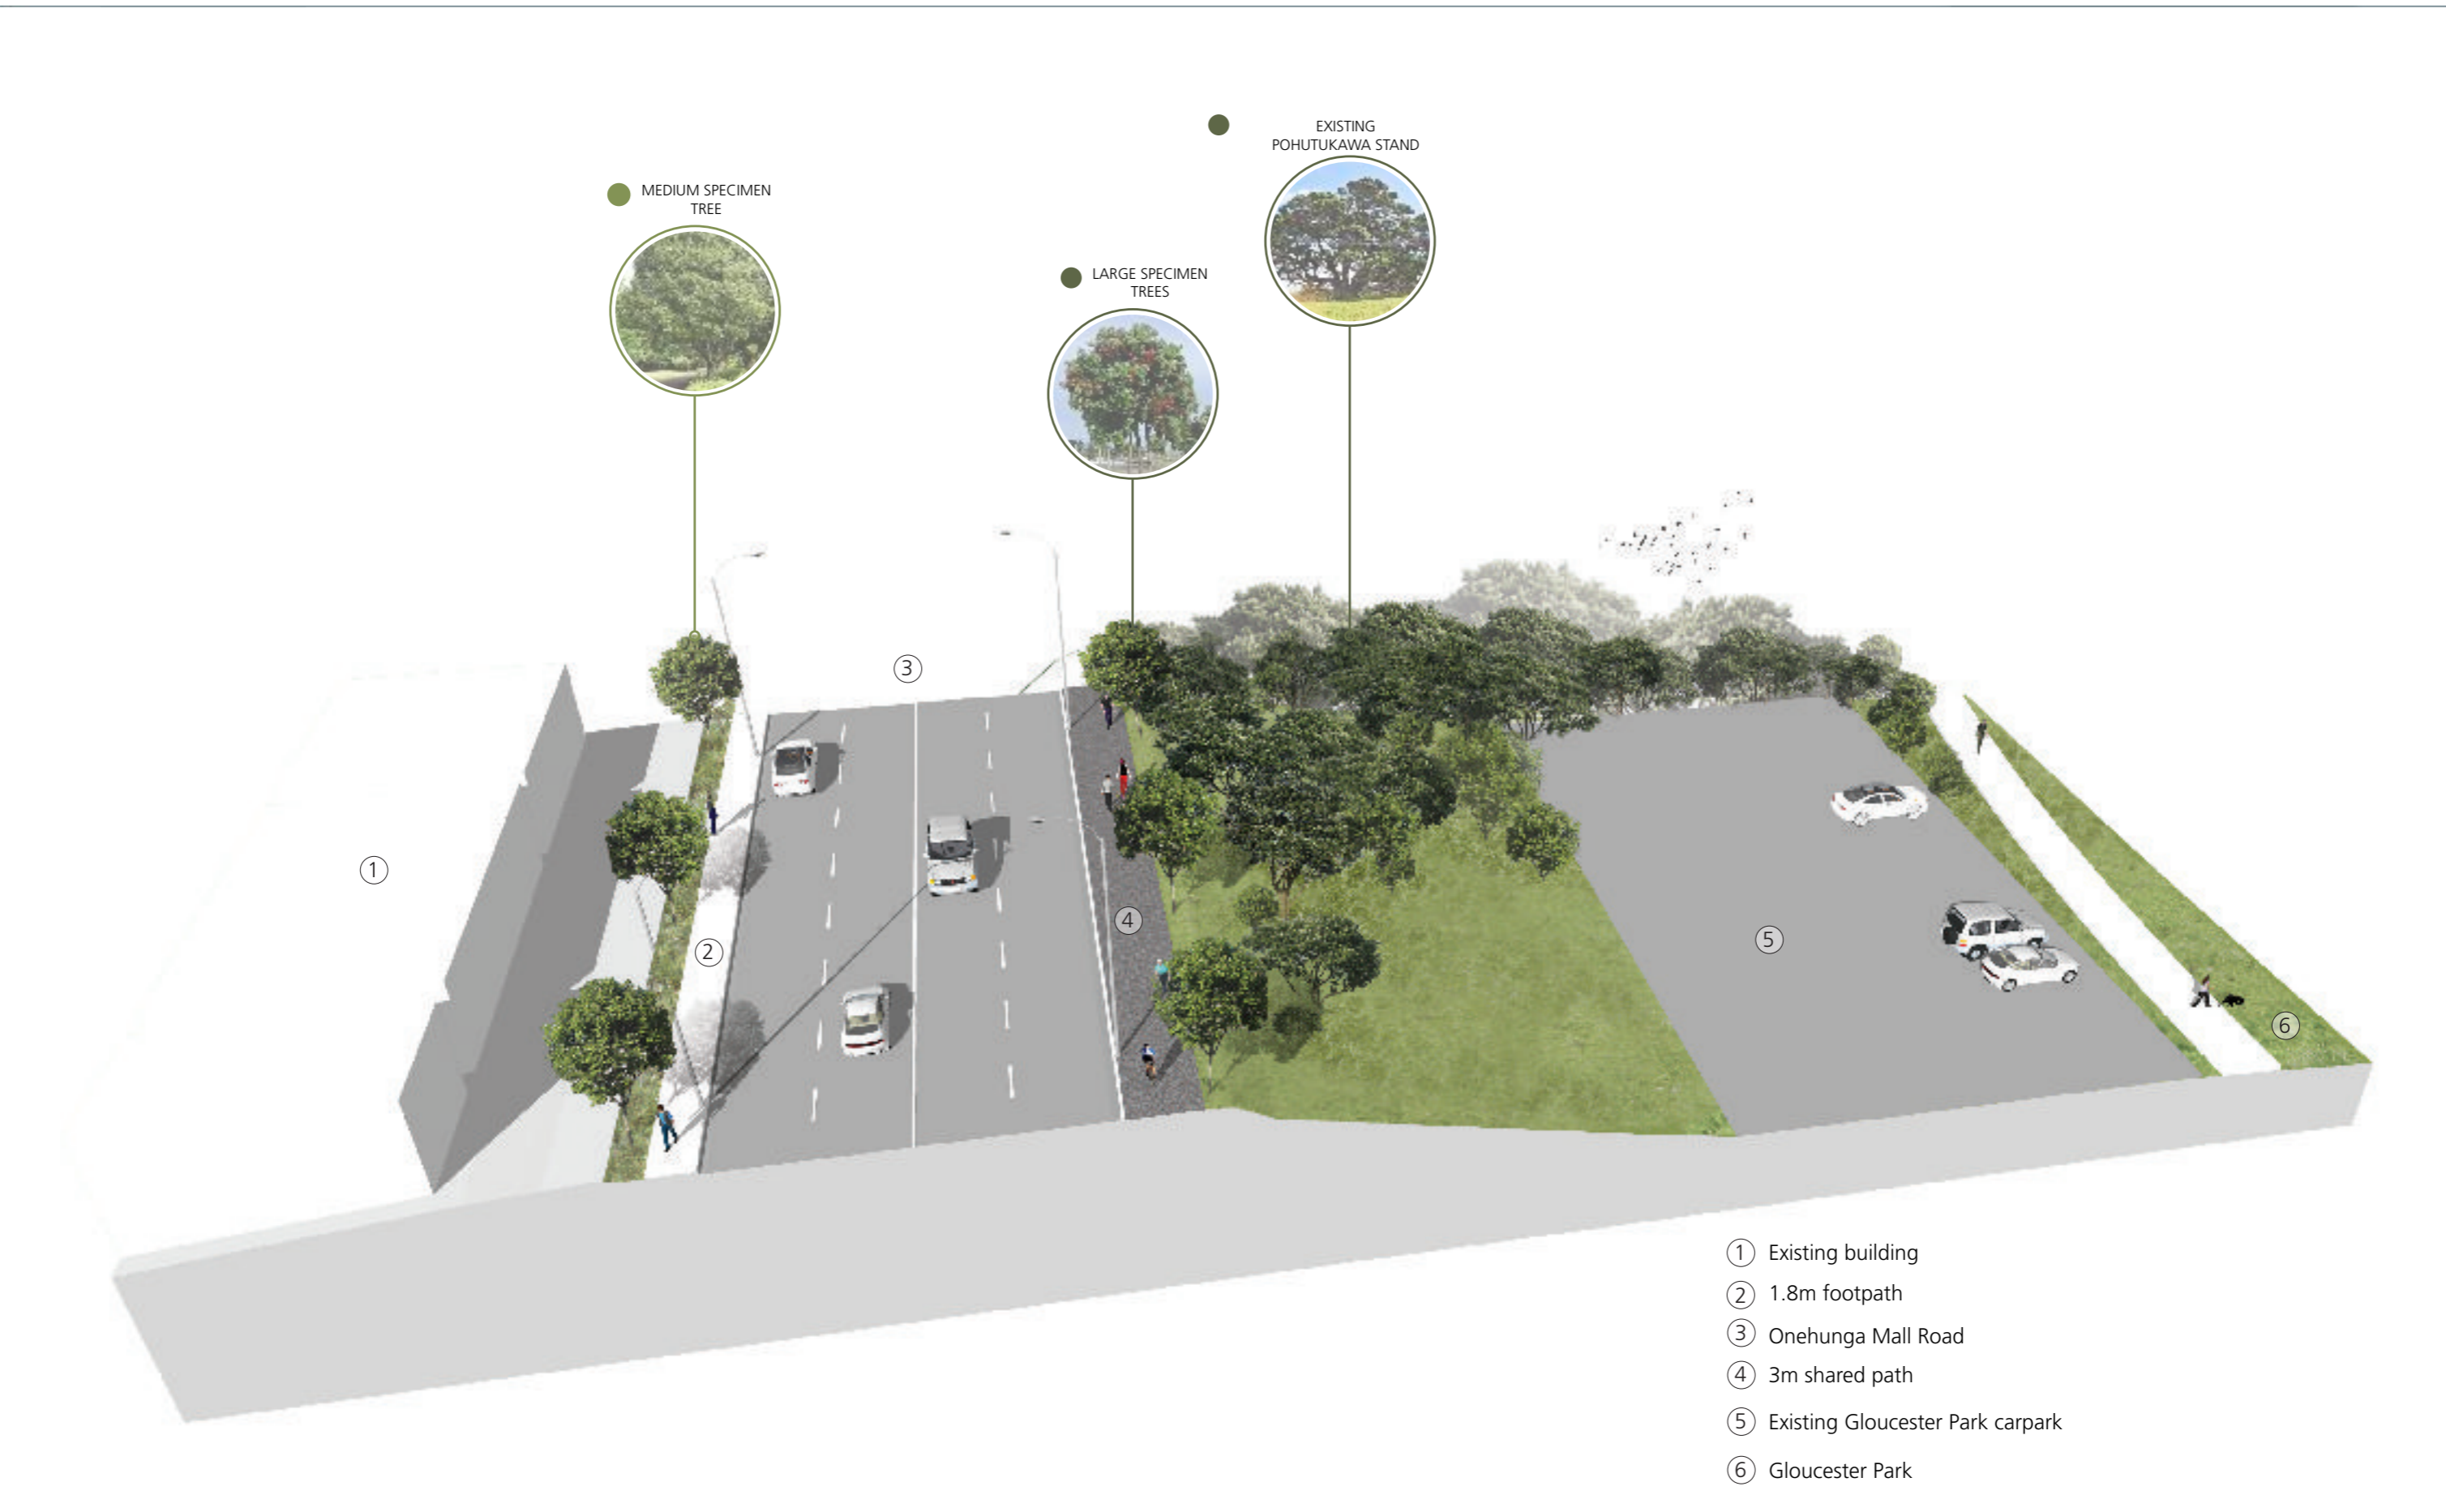 EXISTING
POHUTUKAWA STAND
MEDIUM SPECIMEN
TREE
LARGE SPECIMEN
TREES
3
1
2
4
5
6
1 Existing building
2 1.8m footpath
3 Onehunga Mall Road
4 3m shared path
5 Existing Gloucester Park carpark
6 Gloucester Park